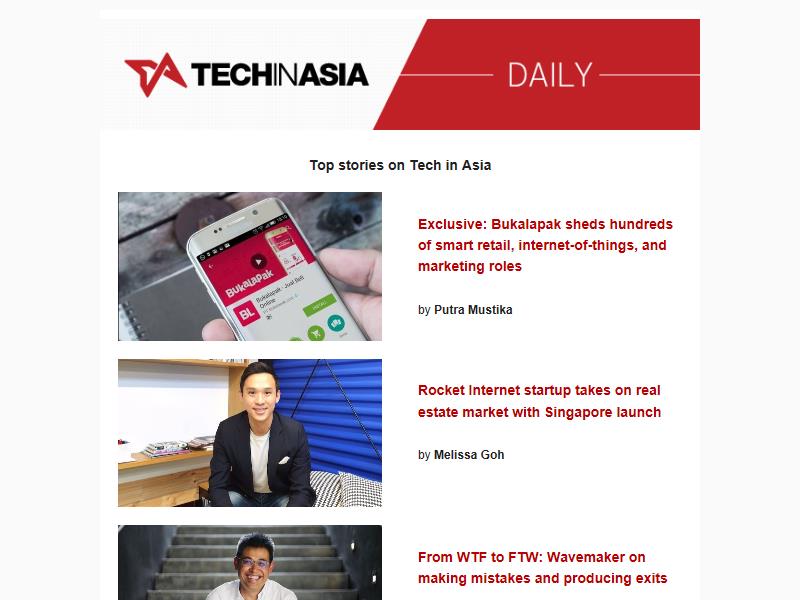 TECHINASIA
DAILY
Top stories on Tech in Asia
Exclusive: Bukalapak sheds hundreds
of smart retail, internet-of-things, and
marketing roles
by Putra Mustika
BUKALAPAK
BL
Bukalapak - Jual Beli
Online
INSTALL
Rocket Internet startup takes on real
estate market with Singapore launch
by Melissa Goh
From WTF to FTW: Wavemaker on
making mistakes and producing exits